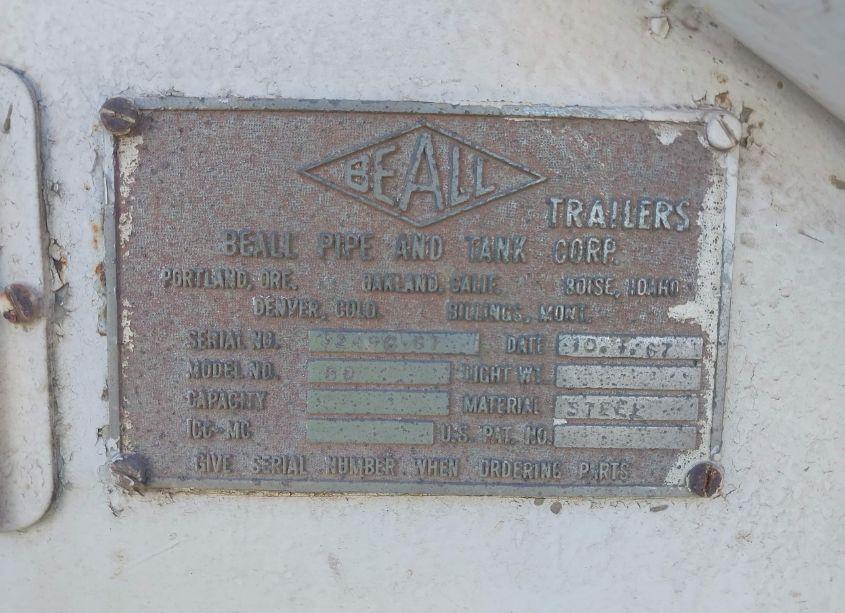 BEALL
TRAILERS
BEALL PIPE AND TANK CORP.
PORTLAND, ORE. OAKLAND, CALIF. BOISE, IDAHO
DENVER, COLO. BILLINGS, MONT.
SERIAL NO. DATE
MODEL NO. LIGHT WT.
CAPACITY MATERIAL STEEL
ICC-MC U.S. PAT. NO.
GIVE SERIAL NUMBER WHEN ORDERING PARTS